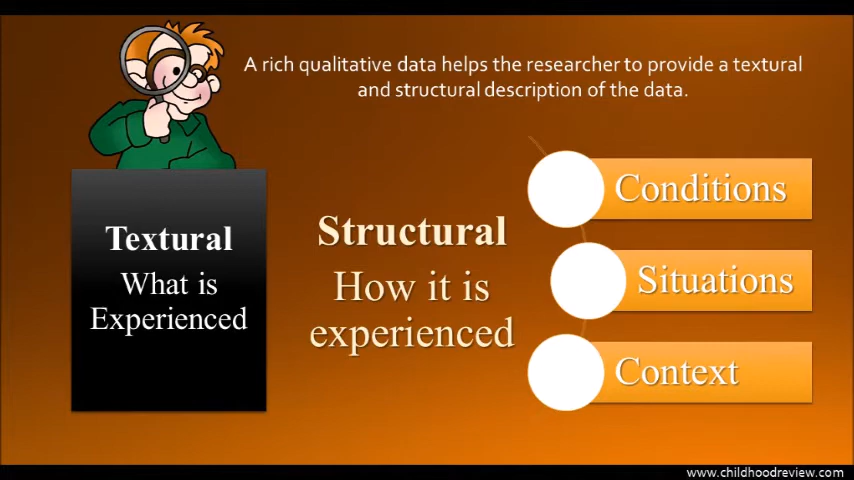 A rich qualitative data helps the researcher to provide a textural
and structural description of the data.
Textural
What is
Experienced
Structural
How it is
experienced
Conditions
Situations
Context
www.childhoodreview.com